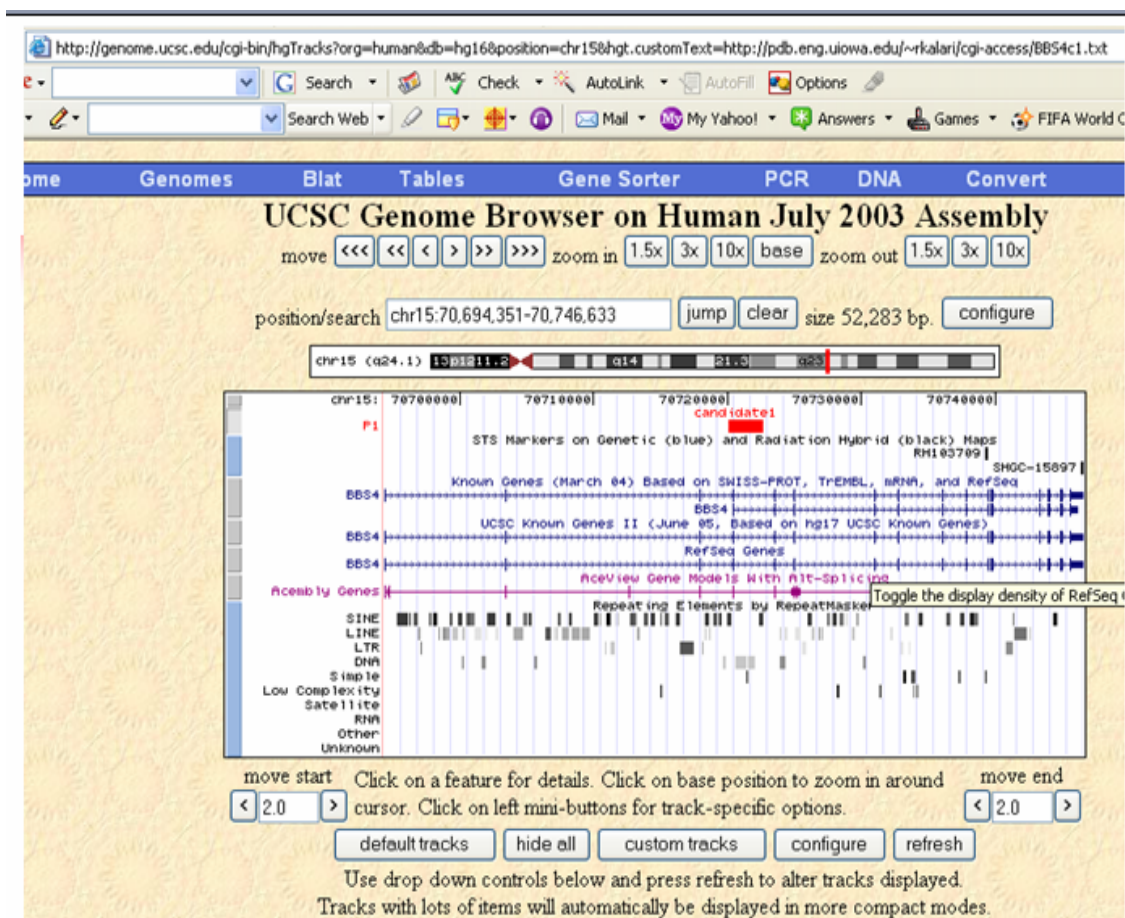 http://genome.ucsc.edu/cgi-bin/hgTracks?org=human&db=hg16&position=chr15&hgt.customText=http://pdb.eng.uiowa.edu/~rkalari/cgi-access/BBS4c1.txt
e G Search ABC Check AutoLink AutoFill Options
Search Web Mail My My Yahoo! Answers Games FIFA World C
ome Genomes Blat Tables Gene Sorter PCR DNA Convert
UCSC Genome Browser on Human July 2003 Assembly
move <<< << < > >> >>> zoom in 1.5x 3x 10x base zoom out 1.5x 3x 10x
position/search chr15:70,694,351-70,746,633 jump clear size 52,283 bp. configure
chr15 (q24.1) 13p1211.2 q14 21.3 q23
chr15: 70700000| 70710000| 70720000| 70730000| 70740000|
candidate1
P1
STS Markers on Genetic (blue) and Radiation Hybrid (black) Maps
RH103709
SHGC-15897
Known Genes (March 04) Based on SWISS-PROT, TrEMBL, mRNA, and RefSeq
BBS4
BBS4
UCSC Known Genes II (June 05, Based on hg17 UCSC Known Genes)
BBS4
RefSeq Genes
BBS4
AceView Gene Models With Alt-Splicing
Acembly Genes Toggle the display density of RefSeq
Repeating Elements by RepeatMasker
SINE
LINE
LTR
DNA
Simple
Low Complexity
Satellite
RNA
Other
Unknown
move start Click on a feature for details. Click on base position to zoom in around move end
< 2.0 > cursor. Click on left mini-buttons for track-specific options. < 2.0 >
default tracks hide all custom tracks configure refresh
Use drop down controls below and press refresh to alter tracks displayed.
Tracks with lots of items will automatically be displayed in more compact modes.